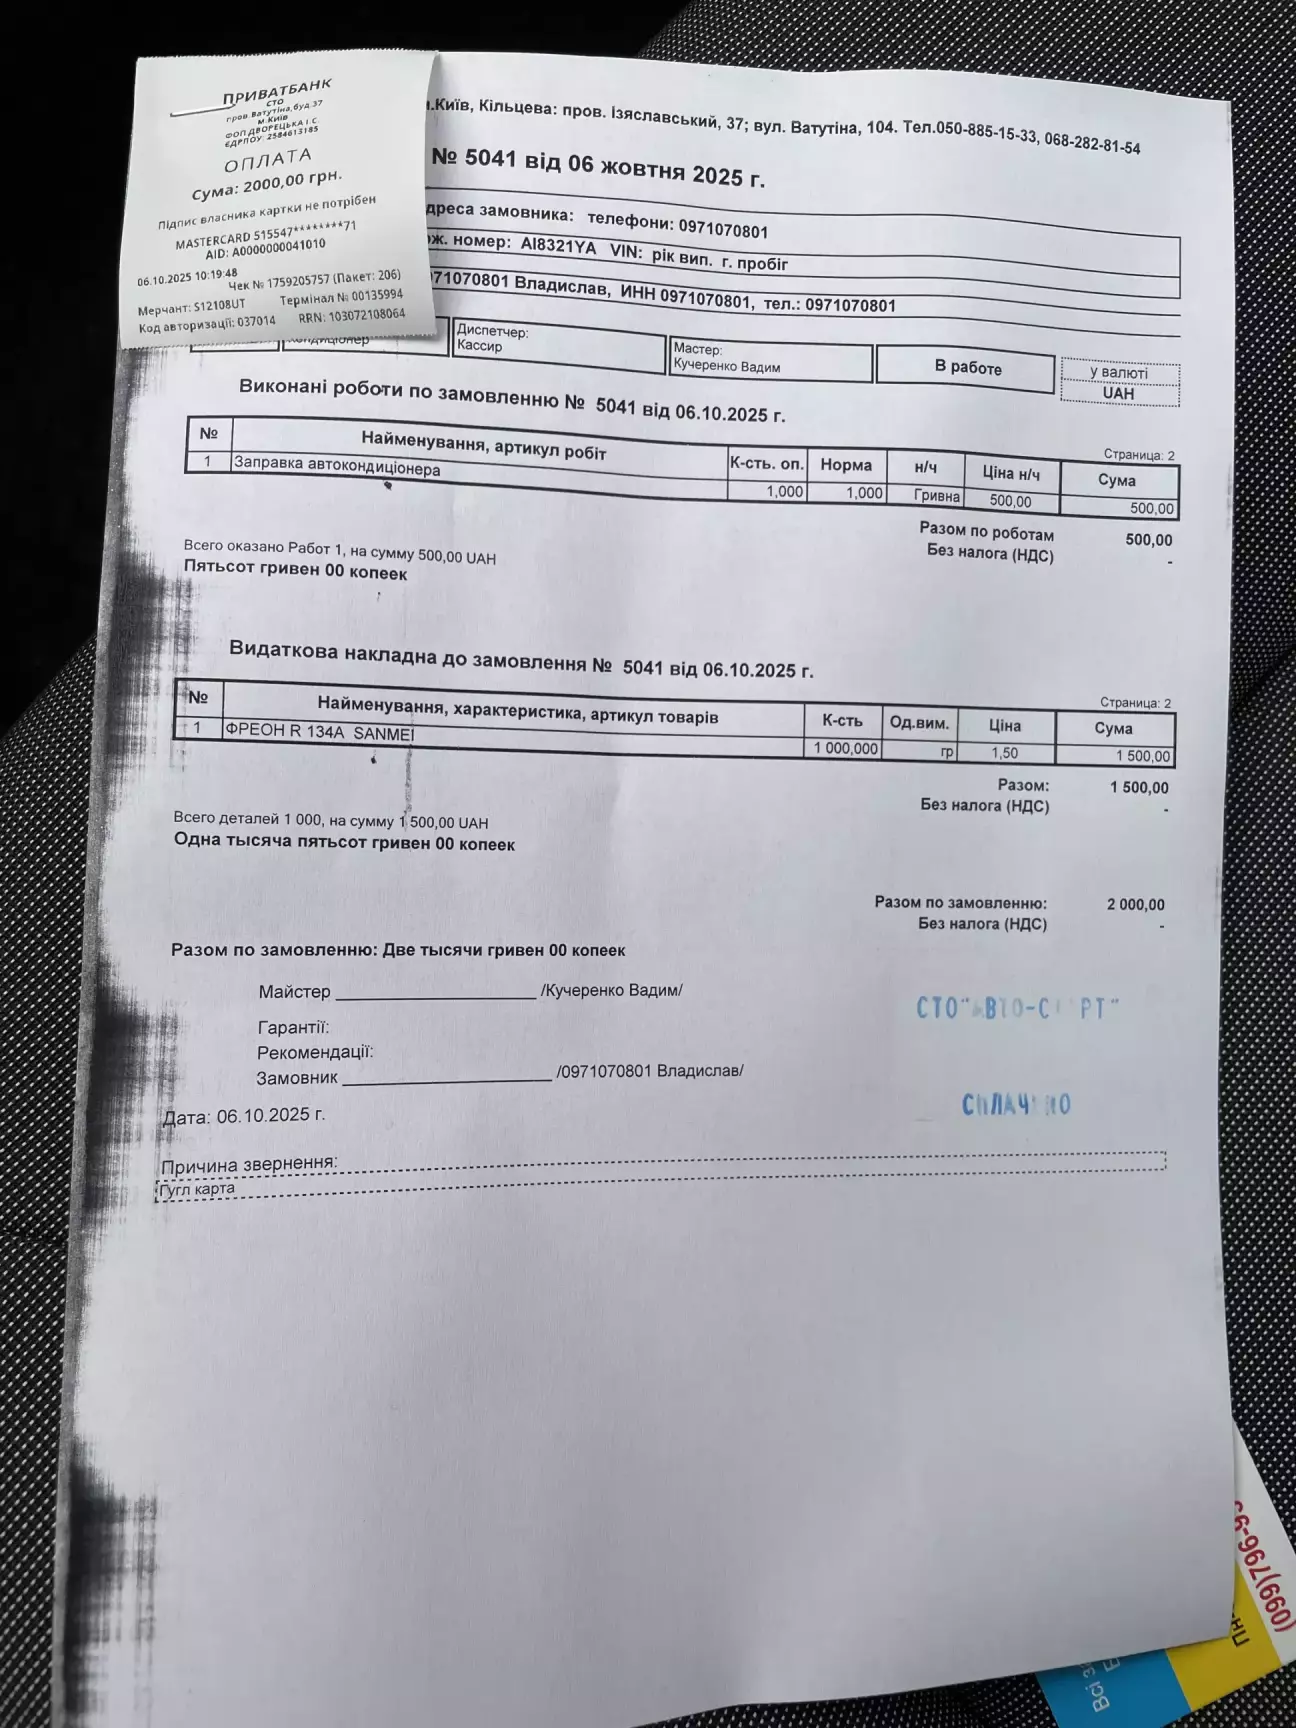 ПРИВАТБАНК
СТО
пров.Ватутіна,буд 37
м.Київ
ФОП ДВОРЕЦЬКА І.С.
ЄДРПОУ: 2584613185
ОПЛАТА
Сума: 2000,00 грн.
Підпис власника картки не потрібен
MASTERCARD 515547********71
AID: A0000000041010
06.10.2025 10:19:48
Чек № 1759205757 (Пакет: 206)
Мерчант: S12108UT Термінал № 00135994
Код авторизації: 037014 RRN: 103072108064
Київ, Кільцева: пров. Ізяславський, 37; вул. Ватутіна, 104. Тел.050-885-15-33, 068-282-81-54
№ 5041 від 06 жовтня 2025 г.
дреса замовника: телефони: 0971070801
ож. номер: AI8321YA VIN: рік вип. г. пробіг
71070801 Владислав, ИНН 0971070801, тел.: 0971070801
Диспетчер:
Кассир
Мастер:
Кучеренко Вадим
В работе
у валюті
UAH
Виконані роботи по замовленню № 5041 від 06.10.2025 г.
Страница: 2
№ Найменування, артикул робіт К-сть. оп. Норма н/ч Ціна н/ч Сума
1 Заправка автокондиціонера 1,000 1,000 Гривна 500,00 500,00
Разом по роботам 500,00
Без налога (НДС) -
Всего оказано Работ 1, на сумму 500,00 UAH
Пятьсот гривен 00 копеек
Видаткова накладна до замовлення № 5041 від 06.10.2025 г.
Страница: 2
№ Найменування, характеристика, артикул товарів К-сть Од.вим. Ціна Сума
1 ФРЕОН R 134A SANMEI 1 000,000 гр 1,50 1 500,00
Разом: 1 500,00
Без налога (НДС) -
Всего деталей 1 000, на сумму 1 500,00 UAH
Одна тысяча пятьсот гривен 00 копеек
Разом по замовленню: 2 000,00
Без налога (НДС) -
Разом по замовленню: Две тысячи гривен 00 копеек
Майстер /Кучеренко Вадим/
Гарантії:
Рекомендації:
Замовник /0971070801 Владислав/
СТО
Дата: 06.10.2025 г.
Причина звернення:
Гугл карта
(099)796-9
Всі